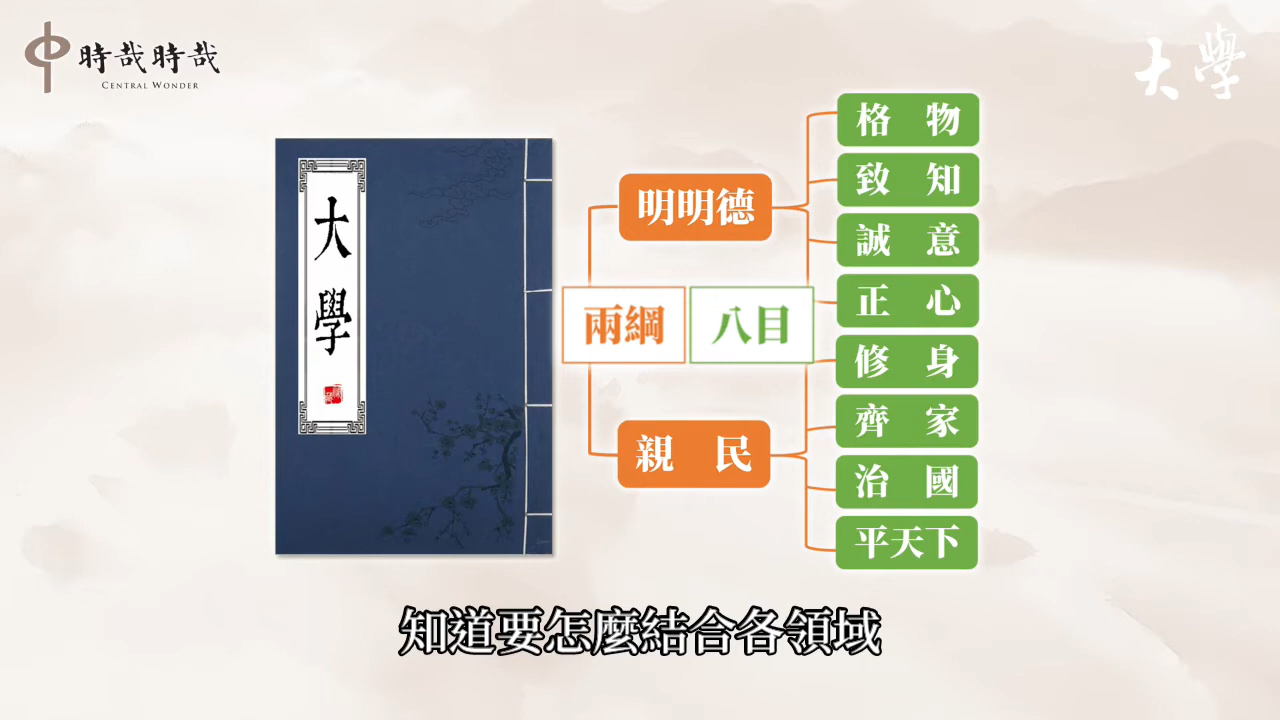 時哉時哉
CENTRAL WONDER
大學
大學
兩綱
八目
明明德
親民
格物
致知
誠意
正心
修身
齊家
治國
平天下
知道要怎麼結合各領域